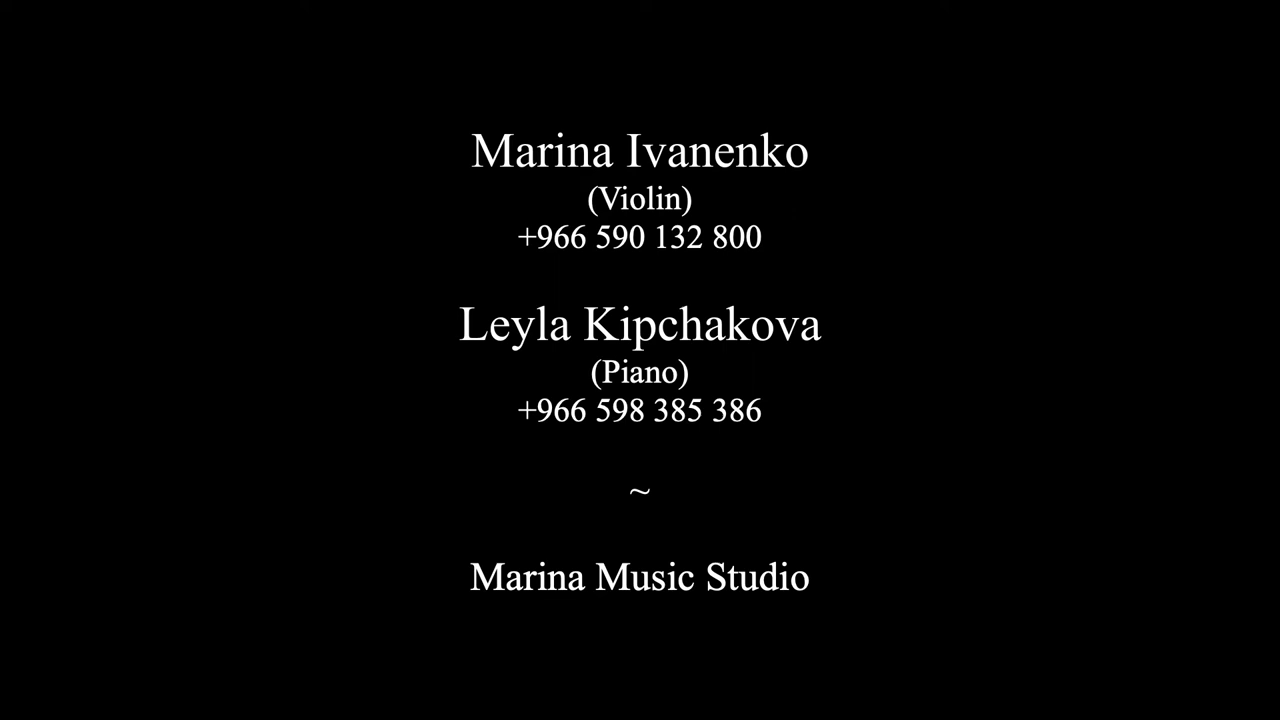 Marina Ivanenko
(Violin)
+966 590 132 800
Leyla Kipchakova
(Piano)
+966 598 385 386
~
Marina Music Studio